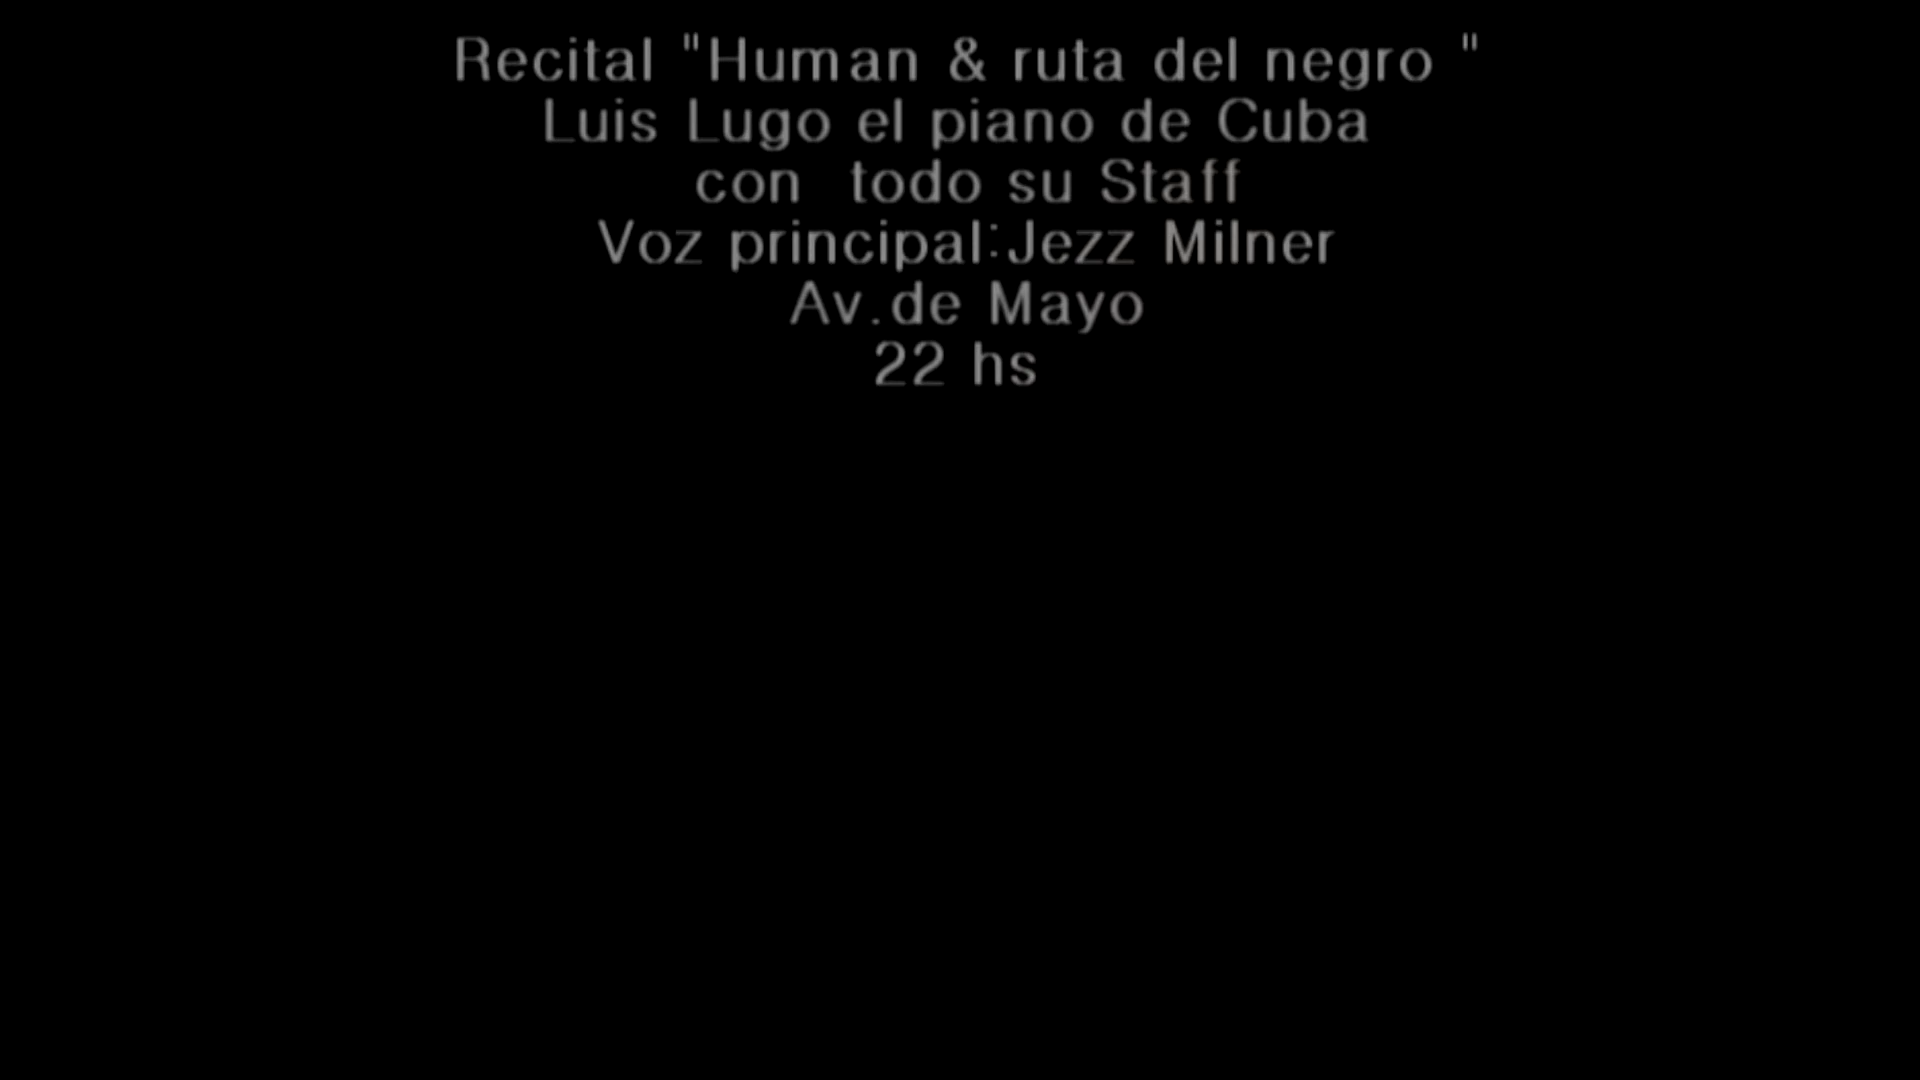 Recital "Human & ruta del negro "
Luis Lugo el piano de Cuba
con  todo su Staff
Voz principal:Jezz Milner
Av.de Mayo
22 hs